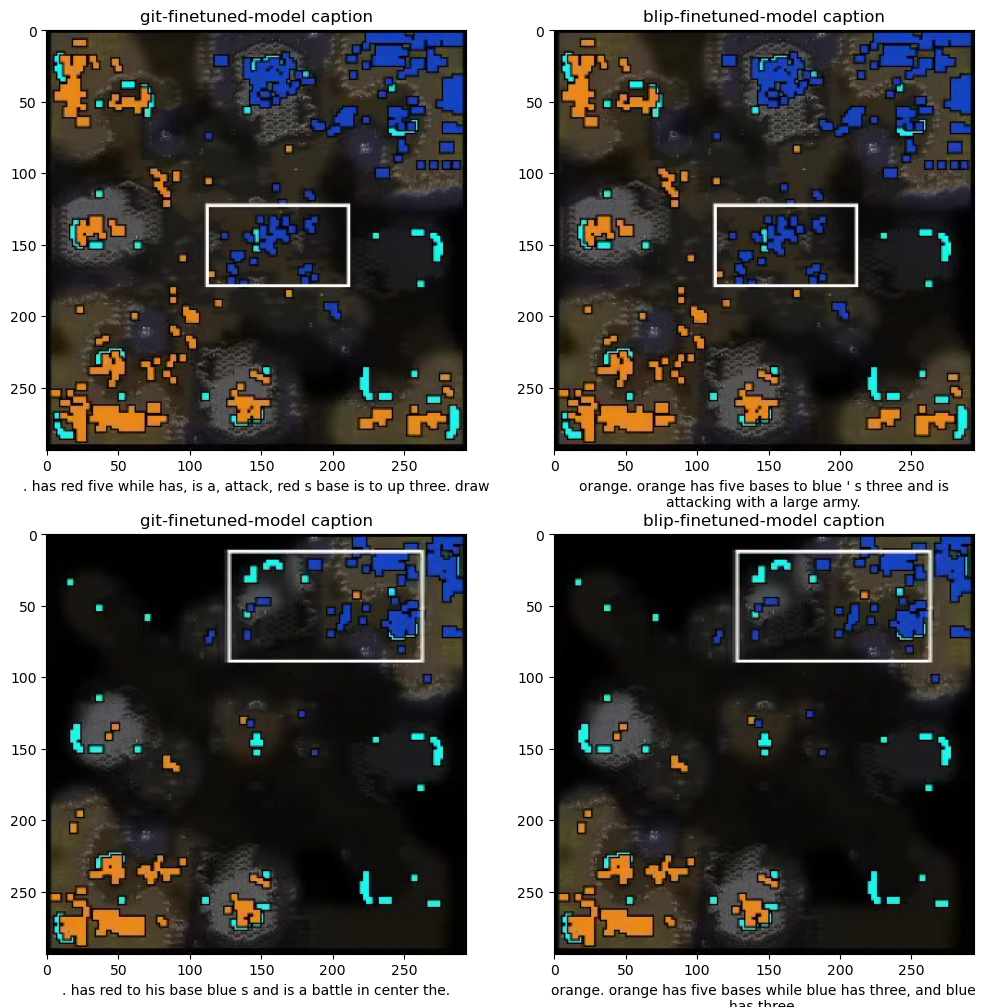 git-finetuned-model caption
blip-finetuned-model caption
0
50
100
150
200
250
0 50 100 150 200 250
0
50
100
150
200
250
0 50 100 150 200 250
. has red five while has, is a, attack, red s base is to up three. draw
orange. orange has five bases to blue ' s three and is
attacking with a large army.
git-finetuned-model caption
blip-finetuned-model caption
0
50
100
150
200
250
0 50 100 150 200 250
0
50
100
150
200
250
0 50 100 150 200 250
. has red to his base blue s and is a battle in center the.
orange. orange has five bases while blue has three, and blue
has three